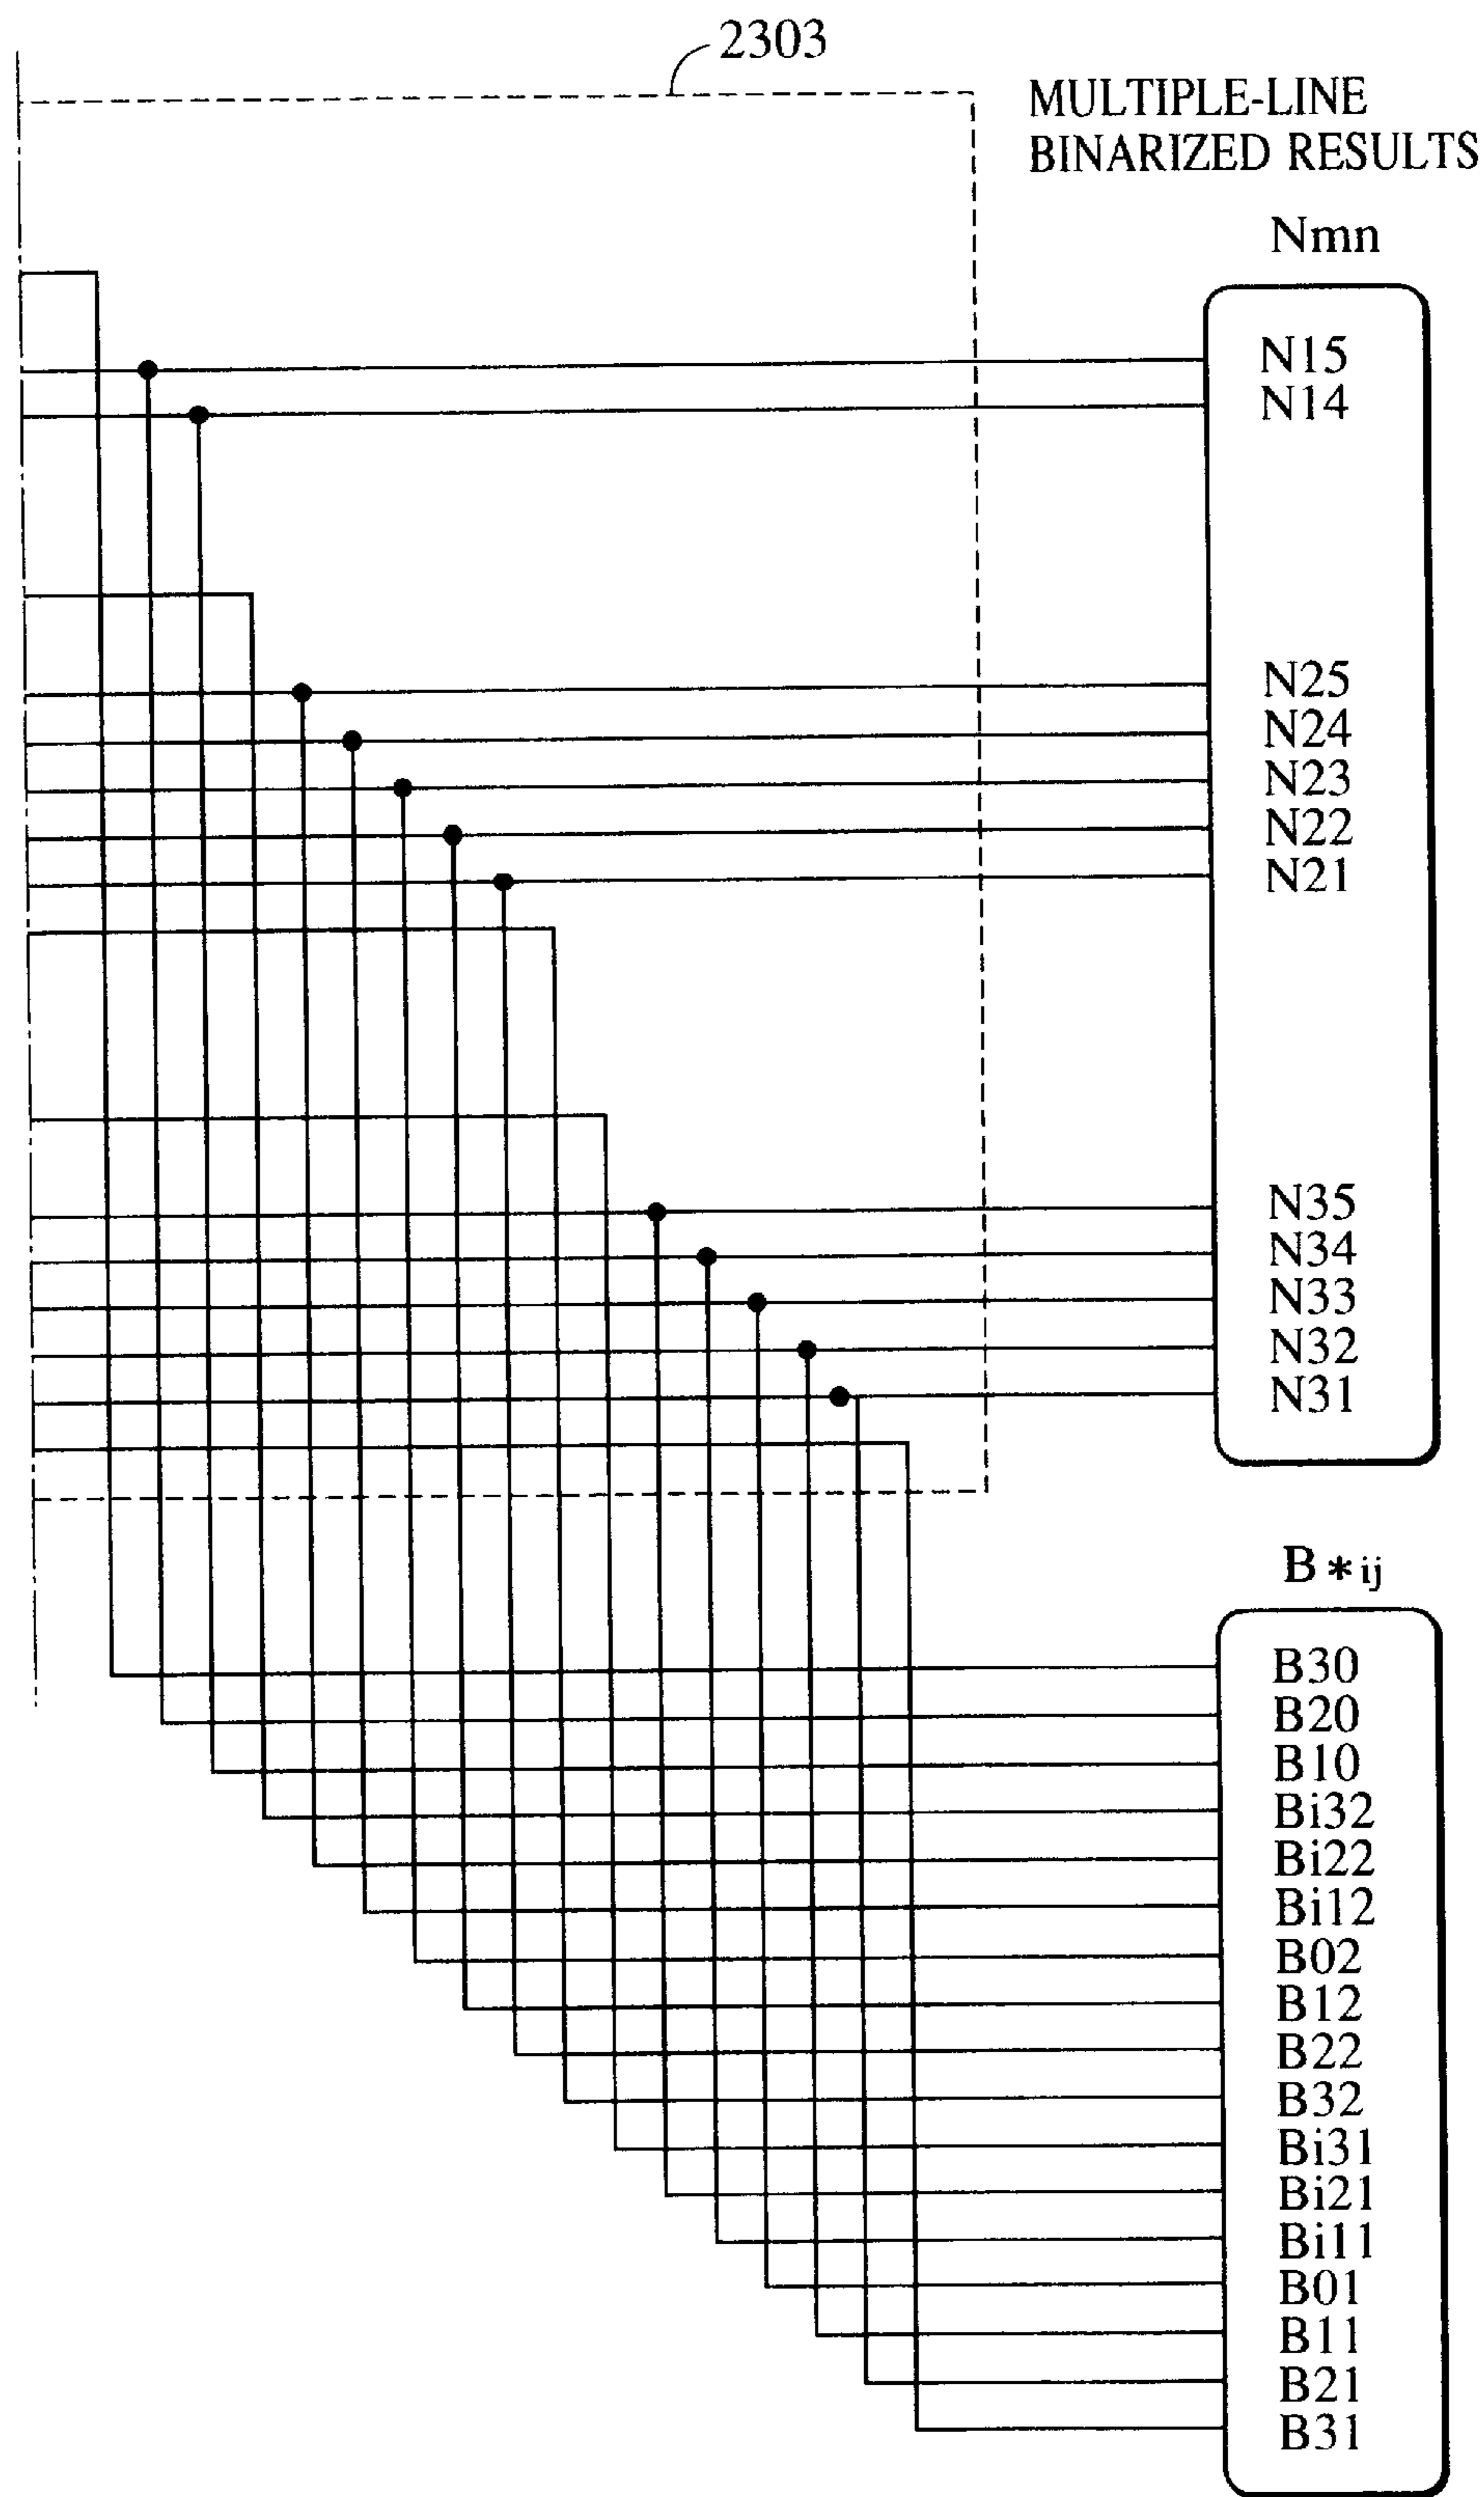 2303
MULTIPLE-LINE
BINARIZED RESULTS
Nmn
N15
N14
N25
N24
N23
N22
N21
N35
N34
N33
N32
N31
B*ij
B30
B20
B10
Bi32
Bi22
Bi12
B02
B12
B22
B32
Bi31
Bi21
Bi11
B01
B11
B21
B31